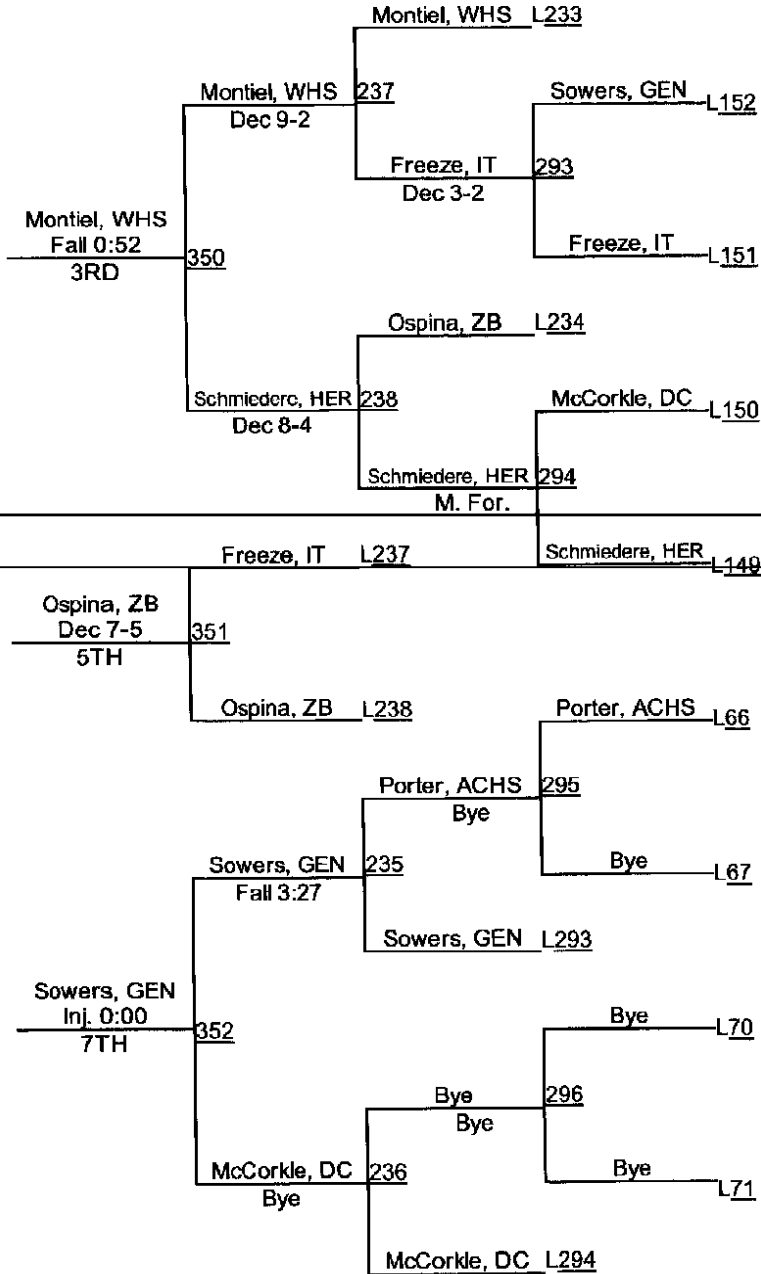 Montiel, WHS L233
Montiel, WHS 237
Dec 9-2
Sowers, GEN L152
Freeze, IT 293
Dec 3-2
Montiel, WHS
Fall 0:52
3RD
350
Freeze, IT L151
Ospina, ZB L234
Schmiedere, HER 238
Dec 8-4
McCorkle, DC L150
Schmiedere, HER 294
M. For.
Schmiedere, HER L149
Freeze, IT L237
Ospina, ZB
Dec 7-5
5TH
351
Ospina, ZB L238
Porter, ACHS L66
Porter, ACHS 295
Bye
Bye L67
Sowers, GEN 235
Fall 3:27
Sowers, GEN L293
Sowers, GEN
Inj. 0:00
7TH
352
Bye L70
Bye 296
Bye
Bye L71
McCorkle, DC 236
Bye
McCorkle, DC L294